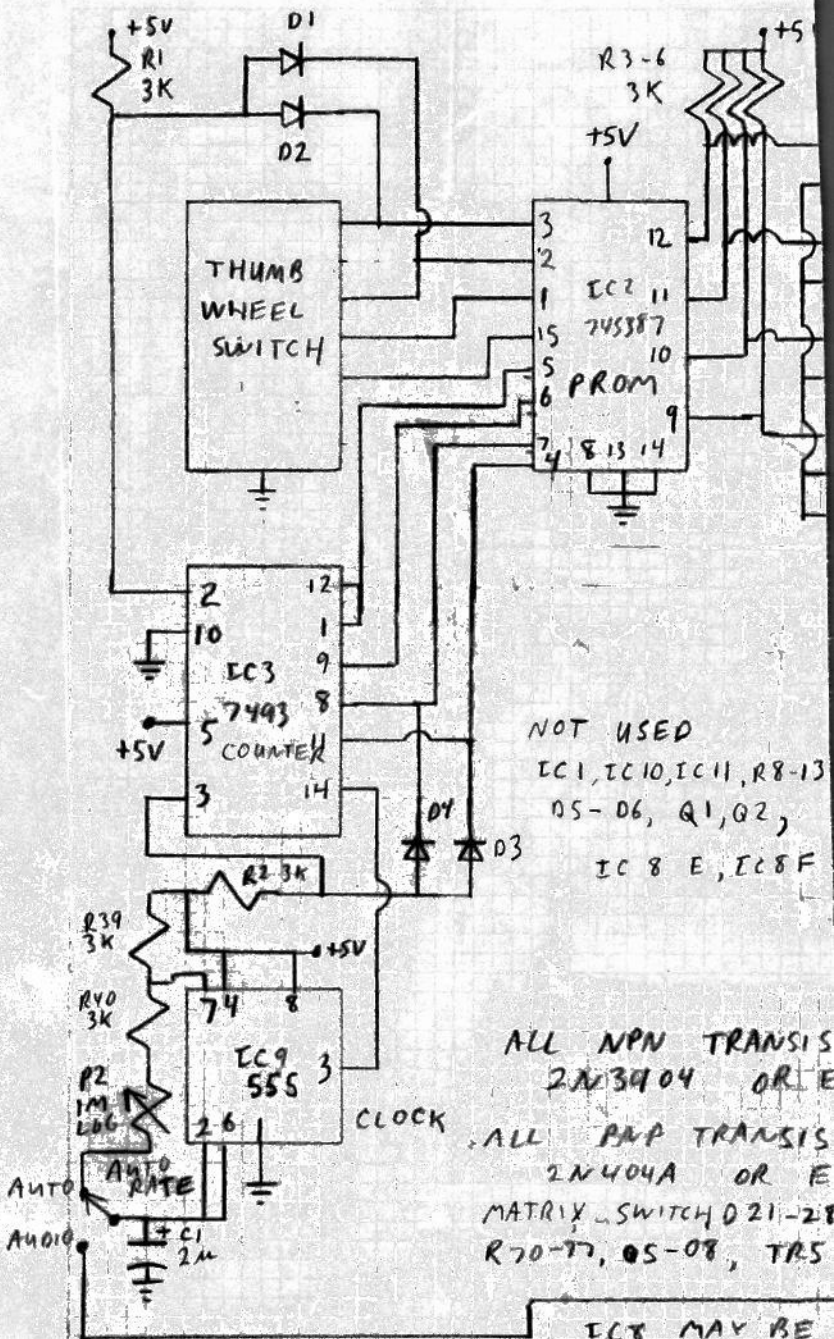 +5V
R1
3K
D1
D2
R3-6
3K
+5
+5V
THUMB
WHEEL
SWITCH
3
2
1
15
5
6
7
4
IC2
74S387
PROM
12
11
10
9
8 13 14
2
10
5
3
+5V
IC3
7493
COUNTER
12
1
9
8
11
14
NOT USED
IC1, IC10, IC11, R8-13
D5-D6, Q1, Q2,
IC 8 E, IC8F
D4
D3
R2 3K
+5V
R39
3K
R40
3K
P2
1M
LOG
AUTO
RATE
7 4 8
IC9
555
3
2 6
CLOCK
AUTO
AUDIO
+ C1
2µ
ALL NPN TRANSIS
2N3904 OR E
ALL PNP TRANSIS
2N404A OR E
MATRIX SWITCH D21-28
R70-77, Q5-Q8, TR5
IC8 MAY BE